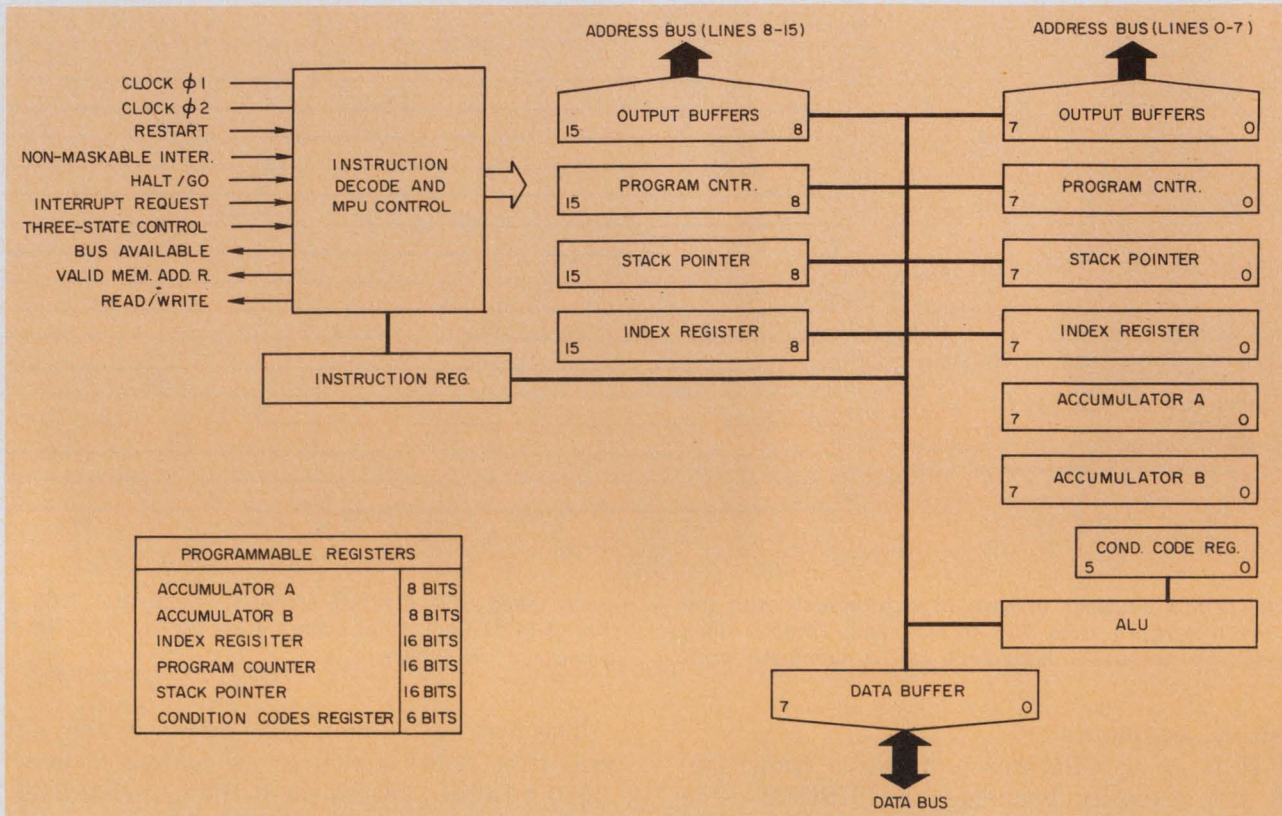 ADDRESS BUS (LINES 8-15)
ADDRESS BUS (LINES 0-7)
CLOCK ϕ1
CLOCK ϕ2
RESTART
NON-MASKABLE INTER.
HALT/GO
INTERRUPT REQUEST
THREE-STATE CONTROL
BUS AVAILABLE
VALID MEM. ADD. R.
READ/WRITE
INSTRUCTION
DECODE AND
MPU CONTROL
INSTRUCTION REG.
OUTPUT BUFFERS
15 8
PROGRAM CNTR.
15 8
STACK POINTER
15 8
INDEX REGISTER
15 8
OUTPUT BUFFERS
7 0
PROGRAM CNTR.
7 0
STACK POINTER
7 0
INDEX REGISTER
7 0
ACCUMULATOR A
7 0
ACCUMULATOR B
7 0
COND. CODE REG.
5 0
ALU
DATA BUFFER
7 0
DATA BUS
PROGRAMMABLE REGISTERS
ACCUMULATOR A 8 BITS
ACCUMULATOR B 8 BITS
INDEX REGISITER 16 BITS
PROGRAM COUNTER 16 BITS
STACK POINTER 16 BITS
CONDITION CODES REGISTER 6 BITS